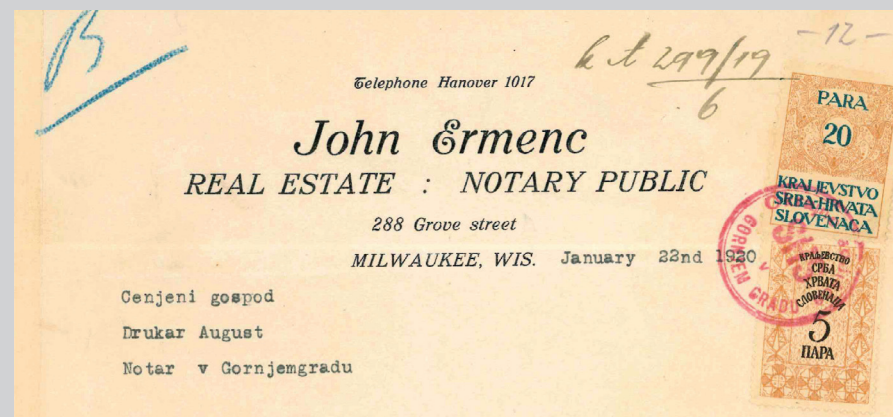 B
- 12 -
299/19
6
Telephone Hanover 1017
John Ermenc
REAL ESTATE : NOTARY PUBLIC
288 Grove street
MILWAUKEE, WIS. January 22nd 1920
Cenjeni gospod
Drukar August
Notar v Gornjemgradu
PARA
20
KRALJEVSTVO
SRBA-HRVATA
SLOVENACA
GORNJEM GRADU
КРАЉЕВСТВО
СРБА
ХРВАТА
СЛОВЕНАЦА
5
ПАРА